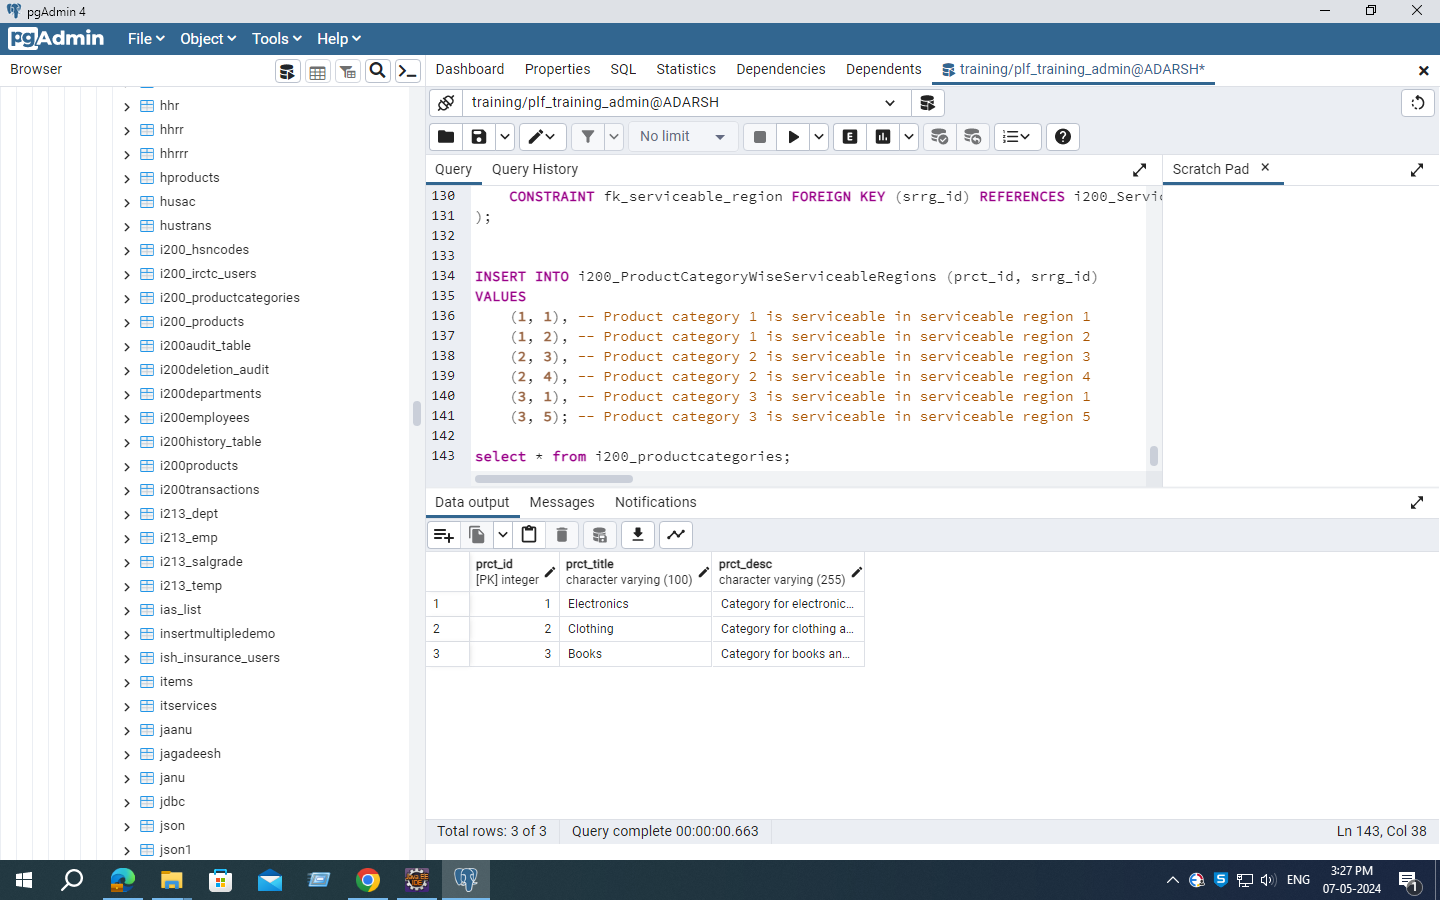 pgAdmin 4
pgAdmin
File
Object
Tools
Help
Browser
hhr
hhrr
hhrrr
hproducts
husac
hustrans
i200_hsncodes
i200_irctc_users
i200_productcategories
i200_products
i200audit_table
i200deletion_audit
i200departments
i200employees
i200history_table
i200products
i200transactions
i213_dept
i213_emp
i213_salgrade
i213_temp
ias_list
insertmultipledemo
ish_insurance_users
items
itservices
jaanu
jagadeesh
janu
jdbc
json
json1
Dashboard Properties SQL Statistics Dependencies Dependents training/plf_training_admin@ADARSH*
training/plf_training_admin@ADARSH
No limit
Query Query History
Scratch Pad
130 CONSTRAINT fk_serviceable_region FOREIGN KEY (srrg_id) REFERENCES i200_Servic
131 );
132
133
134 INSERT INTO i200_ProductCategoryWiseServiceableRegions (prct_id, srrg_id)
135 VALUES
136 (1, 1), -- Product category 1 is serviceable in serviceable region 1
137 (1, 2), -- Product category 1 is serviceable in serviceable region 2
138 (2, 3), -- Product category 2 is serviceable in serviceable region 3
139 (2, 4), -- Product category 2 is serviceable in serviceable region 4
140 (3, 1), -- Product category 3 is serviceable in serviceable region 1
141 (3, 5); -- Product category 3 is serviceable in serviceable region 5
142
143 select * from i200_productcategories;
Data output Messages Notifications
prct_id prct_title prct_desc
[PK] integer character varying (100) character varying (255)
1 1 Electronics Category for electronic...
2 2 Clothing Category for clothing a...
3 3 Books Category for books an...
Total rows: 3 of 3 Query complete 00:00:00.663 Ln 143, Col 38
ENG
3:27 PM
07-05-2024
1